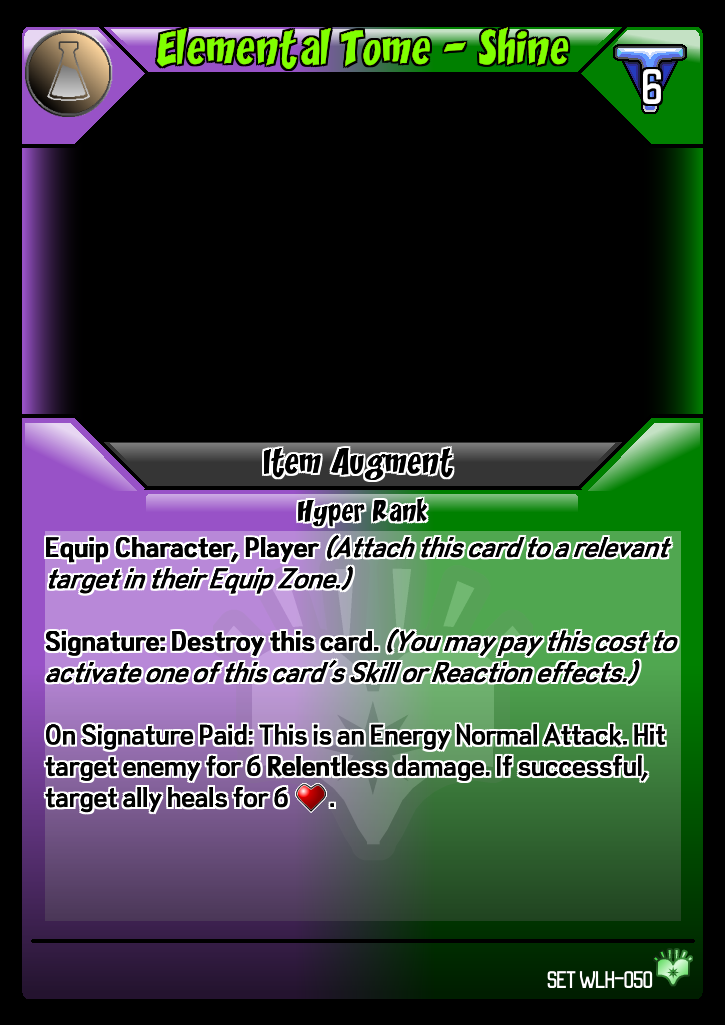 Elemental Tome - Shine
6
Item Augment
Hyper Rank
Equip Character, Player (Attach this card to a relevant
target in their Equip Zone.)
Signature: Destroy this card. (You may pay this cost to
activate one of this card's Skill or Reaction effects.)
On Signature Paid: This is an Energy Normal Attack. Hit
target enemy for 6 Relentless damage. If successful,
target ally heals for 6 .
SET WLH-050